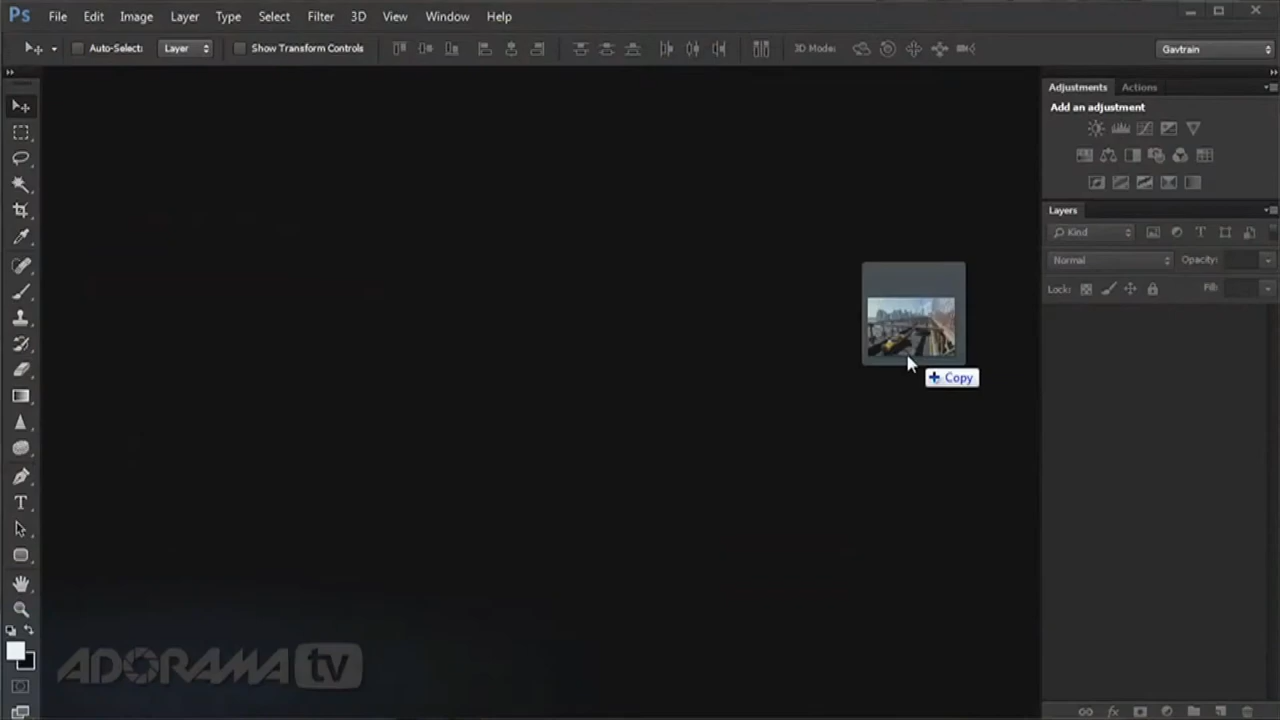 Ps File Edit Image Layer Type Select Filter 3D View Window Help
Auto-Select: Layer Show Transform Controls 3D Mode: Gavtrain
Adjustments Actions
Add an adjustment
Layers
Kind T
Normal Opacity:
Lock: Fill:
Copy
T
ADORAMA tv
fx